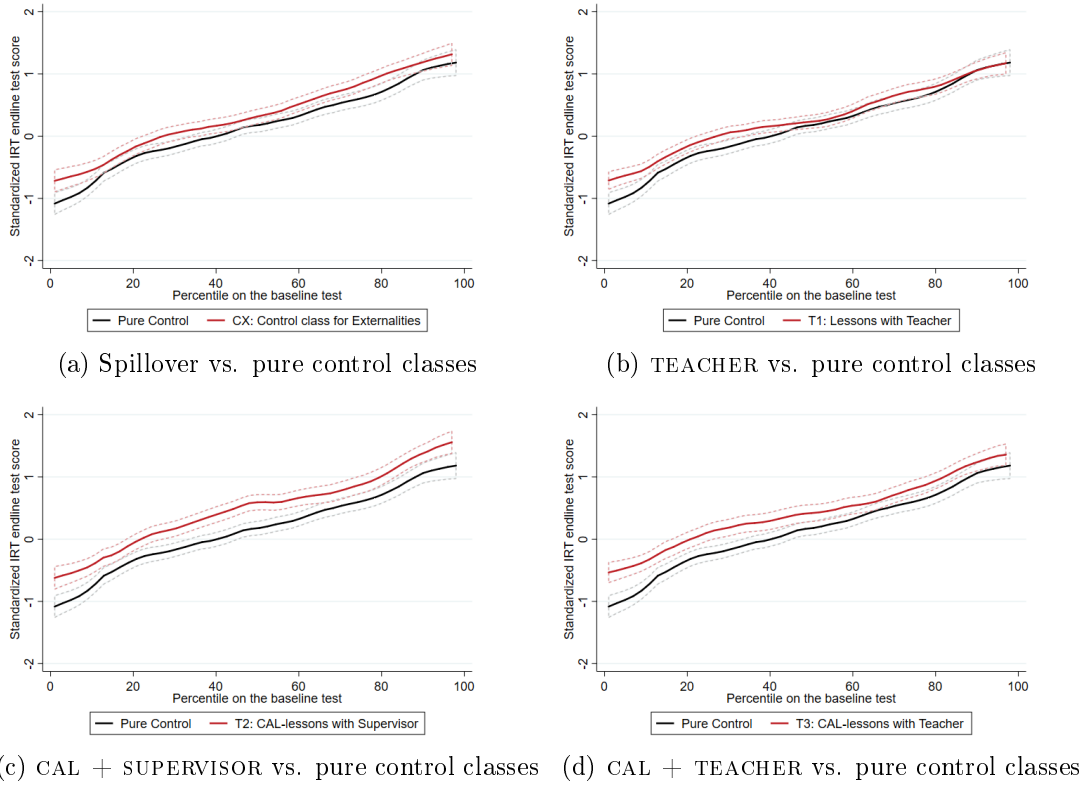 Standardized IRT endline test score
2
1
0
-1
-2
0 20 40 60 80 100
Percentile on the baseline test
Pure Control CX: Control class for Externalities
(a) Spillover vs. pure control classes
Standardized IRT endline test score
2
1
0
-1
-2
0 20 40 60 80 100
Percentile on the baseline test
Pure Control T1: Lessons with Teacher
(b) TEACHER vs. pure control classes
Standardized IRT endline test score
2
1
0
-1
-2
0 20 40 60 80 100
Percentile on the baseline test
Pure Control T2: CAL-lessons with Supervisor
(c) CAL + SUPERVISOR vs. pure control classes
Standardized IRT endline test score
2
1
0
-1
-2
0 20 40 60 80 100
Percentile on the baseline test
Pure Control T3: CAL-lessons with Teacher
(d) CAL + TEACHER vs. pure control classes